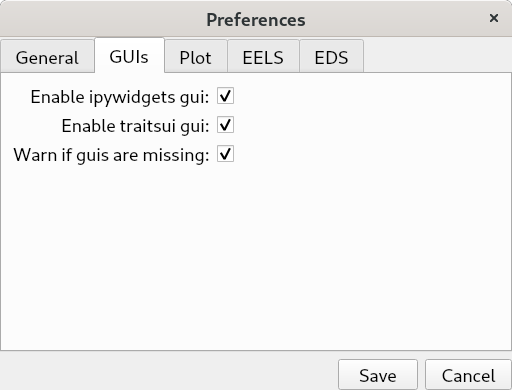 Preferences
General GUIs Plot EELS EDS
Enable ipywidgets gui:
Enable traitsui gui:
Warn if guis are missing:
Save Cancel